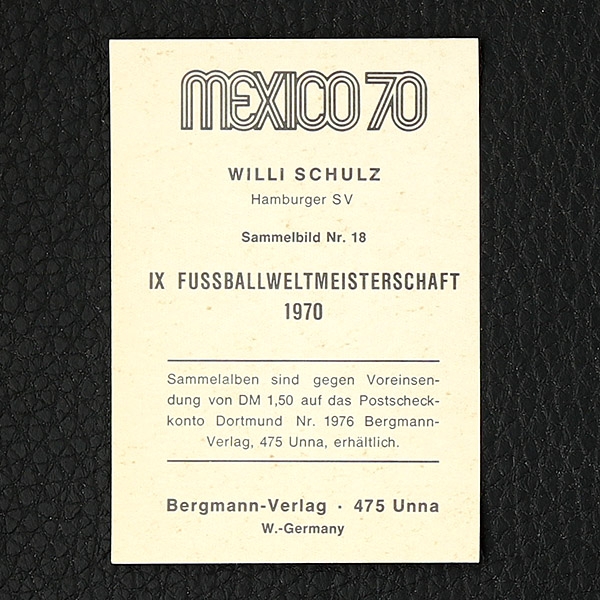 MEXICO 70
WILLI SCHULZ
Hamburger SV
Sammelbild Nr. 18
IX FUSSBALLWELTMEISTERSCHAFT
1970
Sammelalben sind gegen Voreinsen-
dung von DM 1,50 auf das Postscheck-
konto Dortmund Nr. 1976 Bergmann-
Verlag, 475 Unna, erhältlich.
Bergmann-Verlag · 475 Unna
W.-Germany